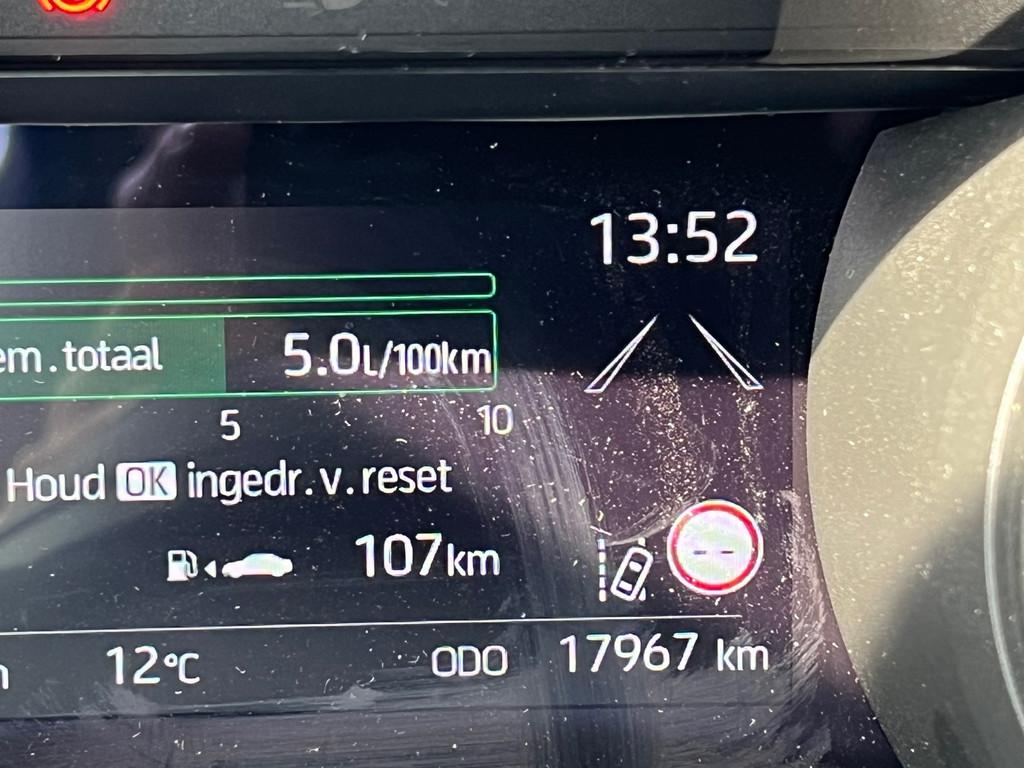 13:52
em.totaal 5.0L/100km
5 10
Houd OK ingedr.v.reset
107km
--
12°C ODO 17967 km